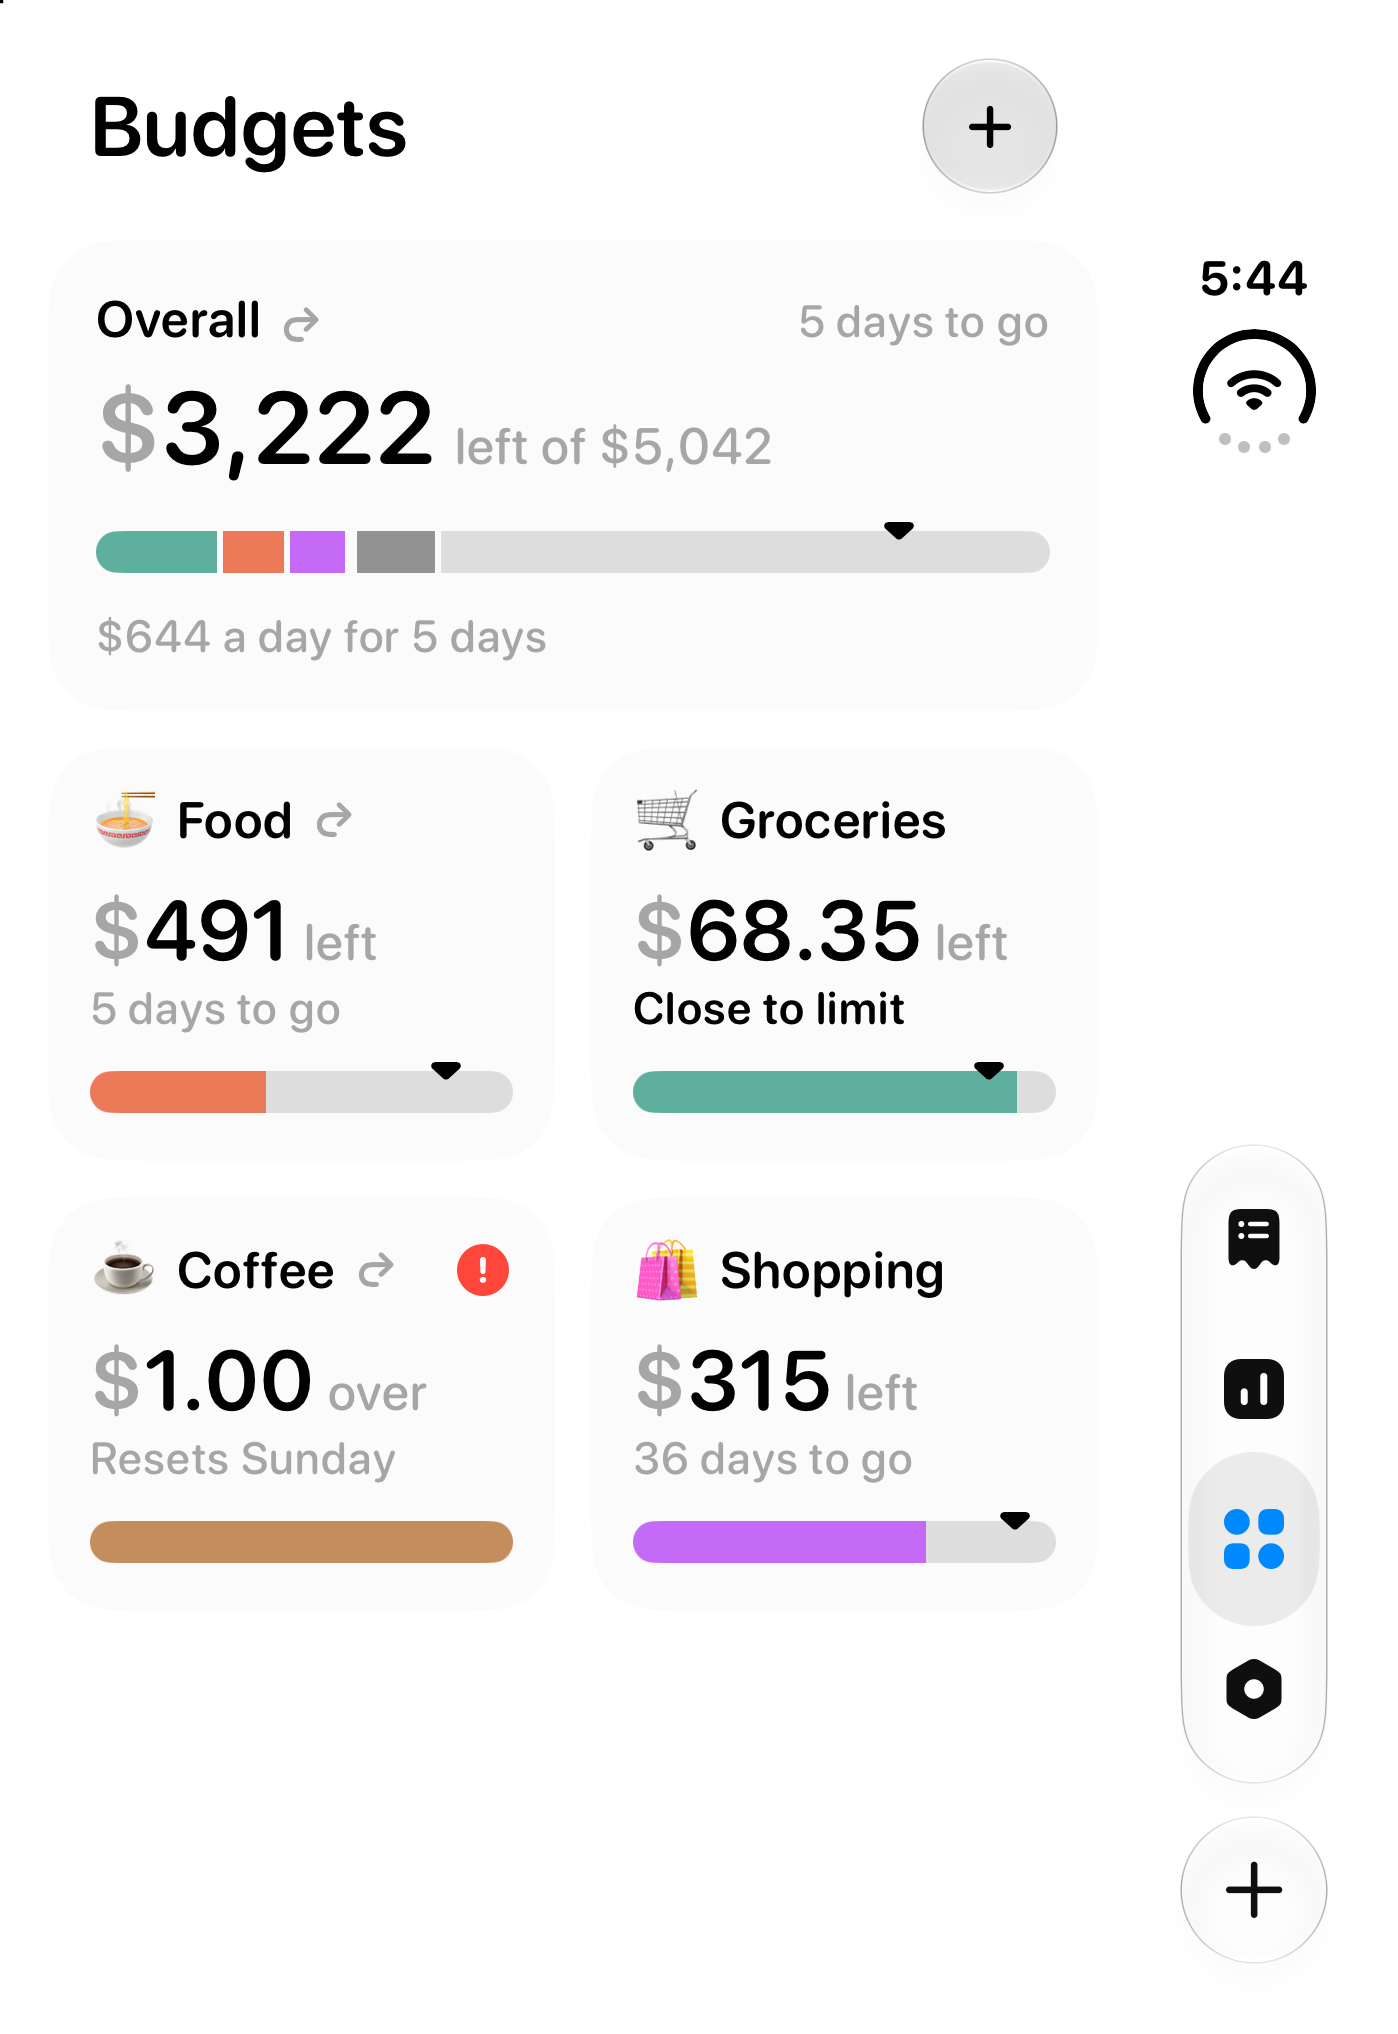 Budgets
5:44
Overall
5 days to go
$3,222 left of $5,042
$644 a day for 5 days
Food
$491 left
5 days to go
Groceries
$68.35 left
Close to limit
Coffee
$1.00 over
Resets Sunday
Shopping
$315 left
36 days to go